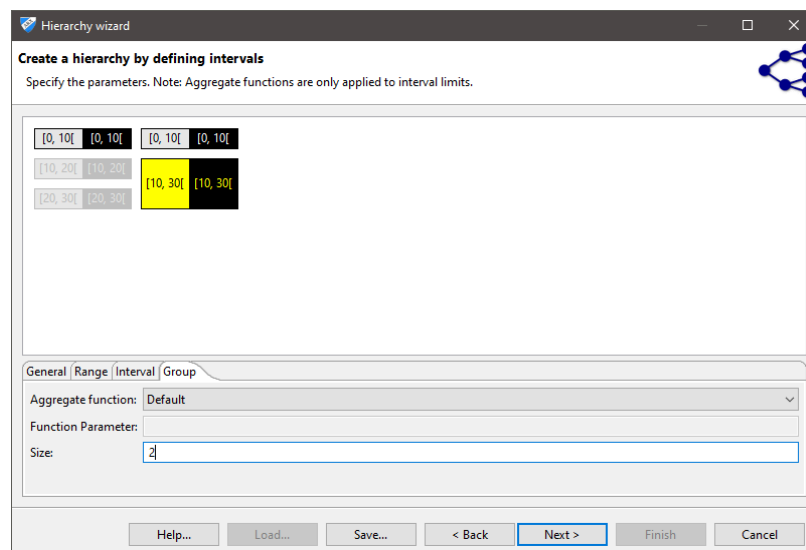 Hierarchy wizard
Create a hierarchy by defining intervals
Specify the parameters. Note: Aggregate functions are only applied to interval limits.
[0, 10[ [0, 10[ [0, 10[ [0, 10[
[10, 20[ [10, 20[
[10, 30[ [10, 30[
[20, 30[ [20, 30[
General Range Interval Group
Aggregate function: Default
Function Parameter:
Size: 2
Help... Load... Save... < Back Next > Finish Cancel